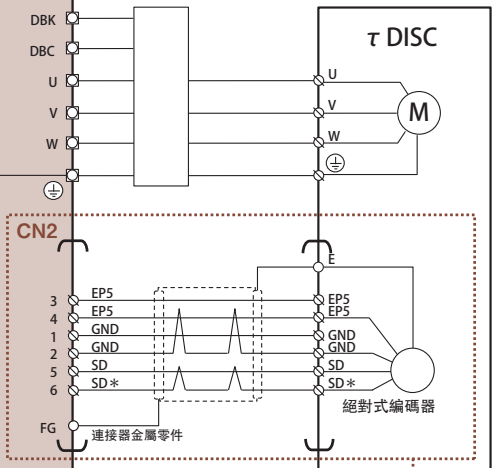 DBK
DBC
U
V
W
τ DISC
U
V
W
M
CN2
E
3 EP5 EP5
4 EP5 EP5
1 GND GND
2 GND GND
5 SD SD
6 SD* SD*
絕對式編碼器
FG
連接器金屬零件